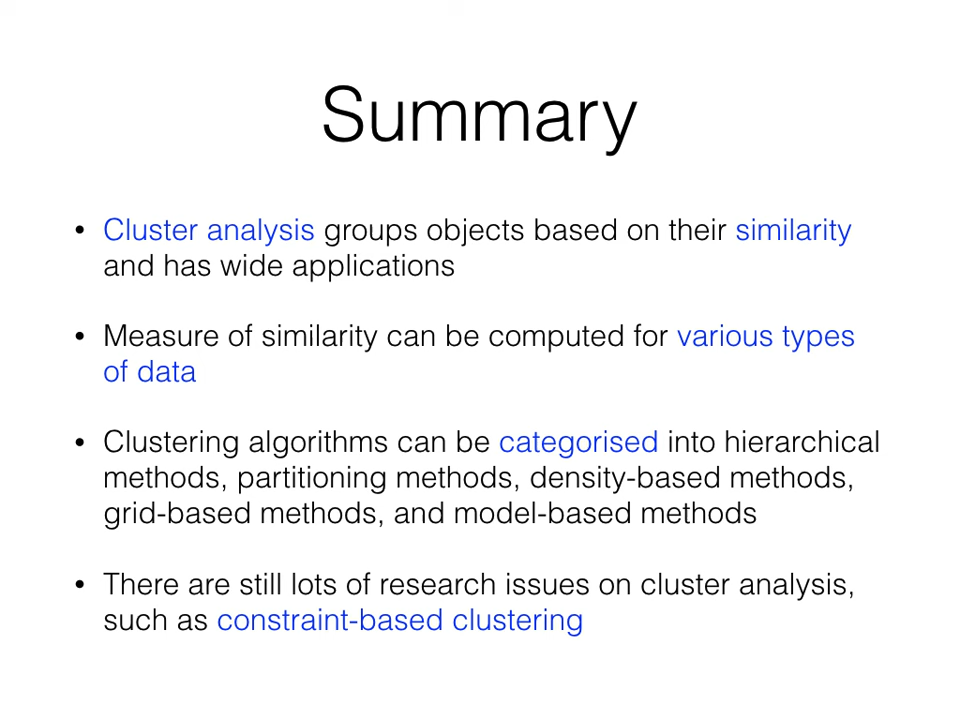 Summary
• Cluster analysis groups objects based on their similarity
and has wide applications
• Measure of similarity can be computed for various types
of data
• Clustering algorithms can be categorised into hierarchical
methods, partitioning methods, density-based methods,
grid-based methods, and model-based methods
• There are still lots of research issues on cluster analysis,
such as constraint-based clustering